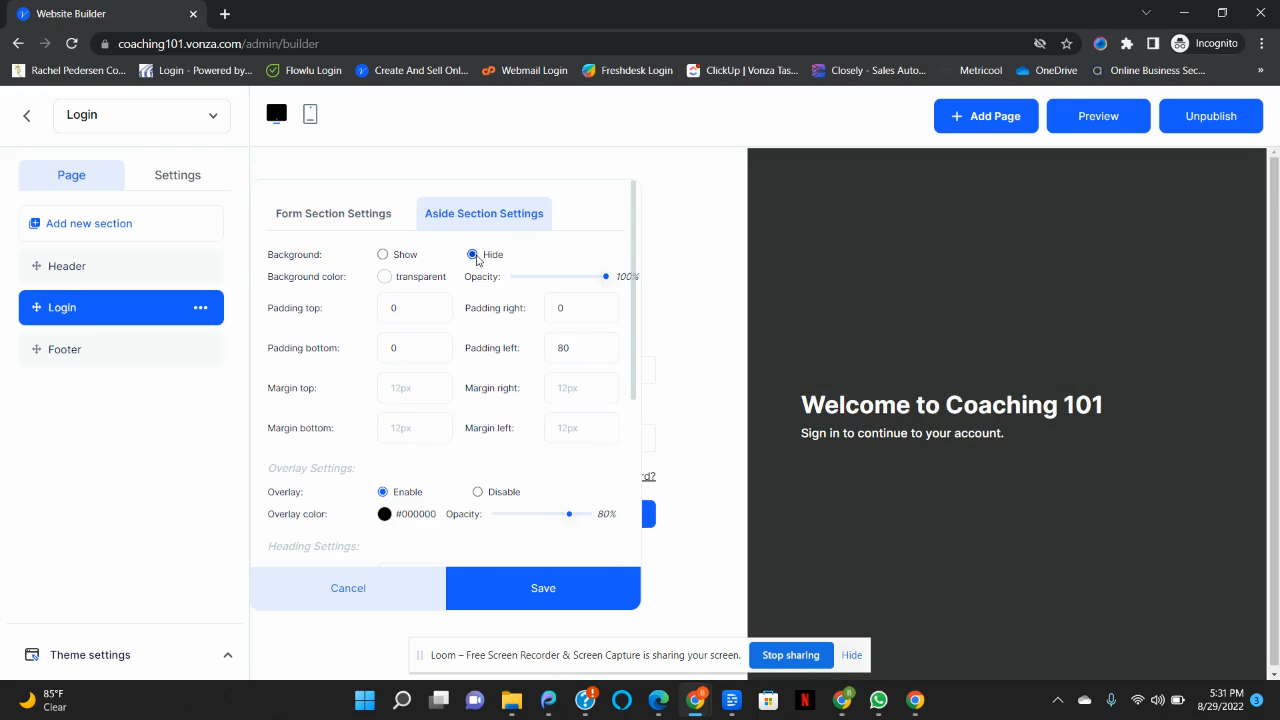 Website Builder
coaching101.vonza.com/admin/builder
Incognito
Rachel Pedersen Co...
Login - Powered by...
Flowlu Login
Create And Sell Onl...
Webmail Login
Freshdesk Login
ClickUp | Vonza Tas...
Closely - Sales Auto...
Metricool
OneDrive
Online Business Sec...
»
Login
+ Add Page
Preview
Unpublish
Page
Settings
Add new section
Header
Login
Footer
Theme settings
Form Section Settings
Aside Section Settings
Background: Show Hide
Background color: transparent Opacity: 100%
Padding top: 0 Padding right: 0
Padding bottom: 0 Padding left: 80
Margin top: 12px Margin right: 12px
Margin bottom: 12px Margin left: 12px
Overlay Settings:
Overlay: Enable Disable
Overlay color: #000000 Opacity: 80%
Heading Settings:
Cancel
Save
rd?
Welcome to Coaching 101
Sign in to continue to your account.
Loom – Free Screen Recorder & Screen Capture is sharing your screen.
Stop sharing
Hide
85°F
Clear
5:31 PM
8/29/2022
3